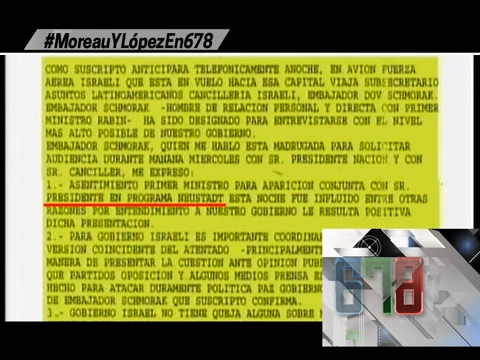 #MoreauYLópezEn678
COMO SUSCRIPTO ANTICIPARA TELEFONICAMENTE ANOCHE, EN AVION FUERZA
AEREA ISRAELI QUE ESTA EN VUELO HACIA ESA CAPITAL VIAJA SUBSECRETARIO
ASUNTOS LATINOAMERICANOS CANCILLERIA ISRAELI, EMBAJADOR DOV SCHMORAK.
EMBAJADOR SCHMORAK -HOMBRE DE RELACION PERSONAL Y DIRECTA CON PRIMER
MINISTRO RABIN- HA SIDO DESIGNADO PARA ENTREVISTARSE CON EL NIVEL
MAS ALTO POSIBLE DE NUESTRO GOBIERNO.
EMBAJADOR SCHMORAK, QUIEN ME HABLO ESTA MADRUGADA PARA SOLICITAR
AUDIENCIA DURANTE MAÑANA MIERCOLES CON SR. PRESIDENTE NACION Y CON
SR. CANCILLER, ME EXPRESO:
1.- ASENTIMIENTO PRIMER MINISTRO PARA APARICION CONJUNTA CON SR.
PRESIDENTE EN PROGRAMA NEUSTADT ESTA NOCHE FUE INFLUIDO ENTRE OTRAS
RAZONES POR ENTENDIMIENTO A NUESTRO GOBIERNO LE RESULTA POSITIVA
DICHA PRESENTACION.
2.- PARA GOBIERNO ISRAELI ES IMPORTANTE COORDINA
VERSION COINCIDENTE DEL ATENTADO -PRINCIPALMEN
MANERA DE PRESENTAR LA CUESTION ANTE OPINION PUB
QUE PARTIDOS OPOSICION Y ALGUNOS MEDIOS PRENSA ES
HECHO PARA ATACAR DURAMENTE POLITICA PAZ GOBIERN
DE EMBAJADOR SCHMORAK QUE SUSCRIPTO CONFIRMA.
3.- GOBIERNO ISRAEL NO TIENE QUEJA ALGUNA SOBRE
678